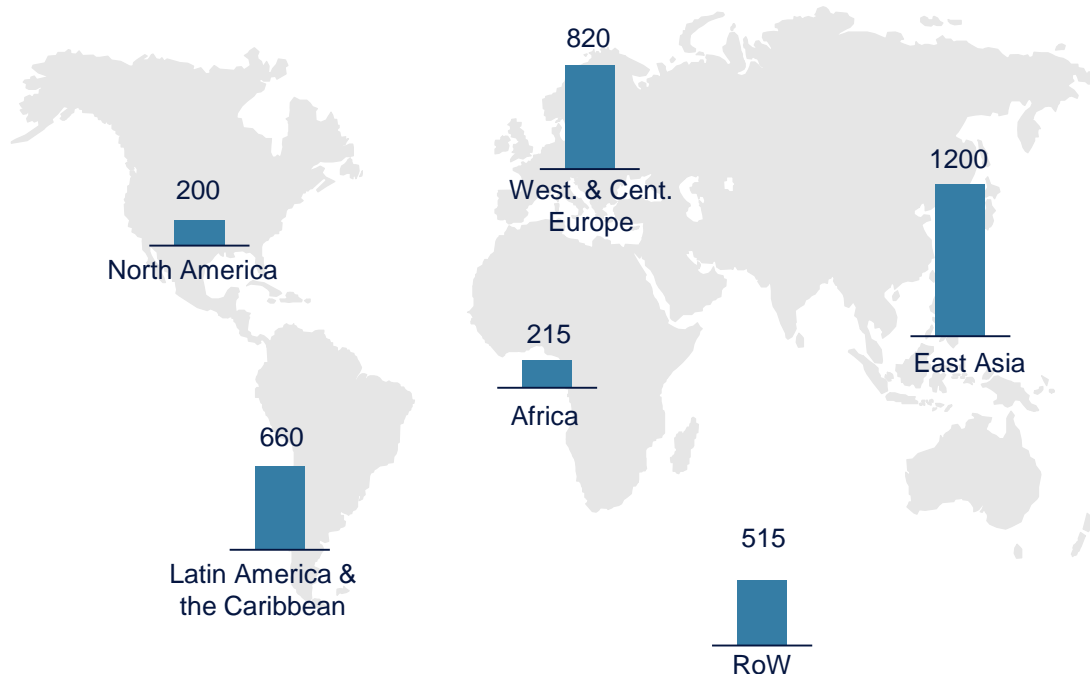 820
West. & Cent.
Europe
1200
East Asia
200
North America
215
Africa
660
Latin America &
the Caribbean
515
RoW